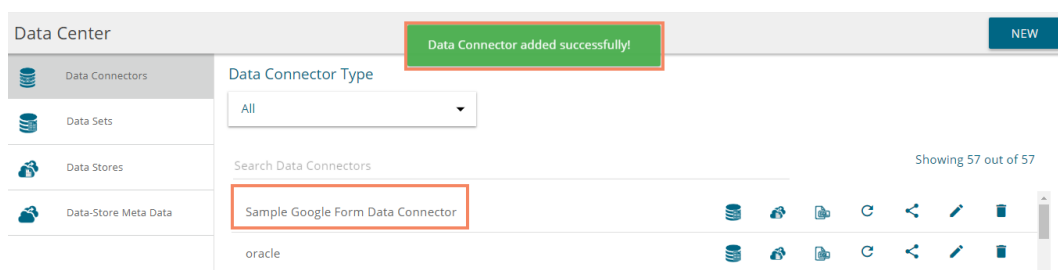 Data Center
Data Connector added successfully!
NEW
Data Connectors
Data Sets
Data Stores
Data-Store Meta Data
Data Connector Type
All
Search Data Connectors
Showing 57 out of 57
Sample Google Form Data Connector
oracle